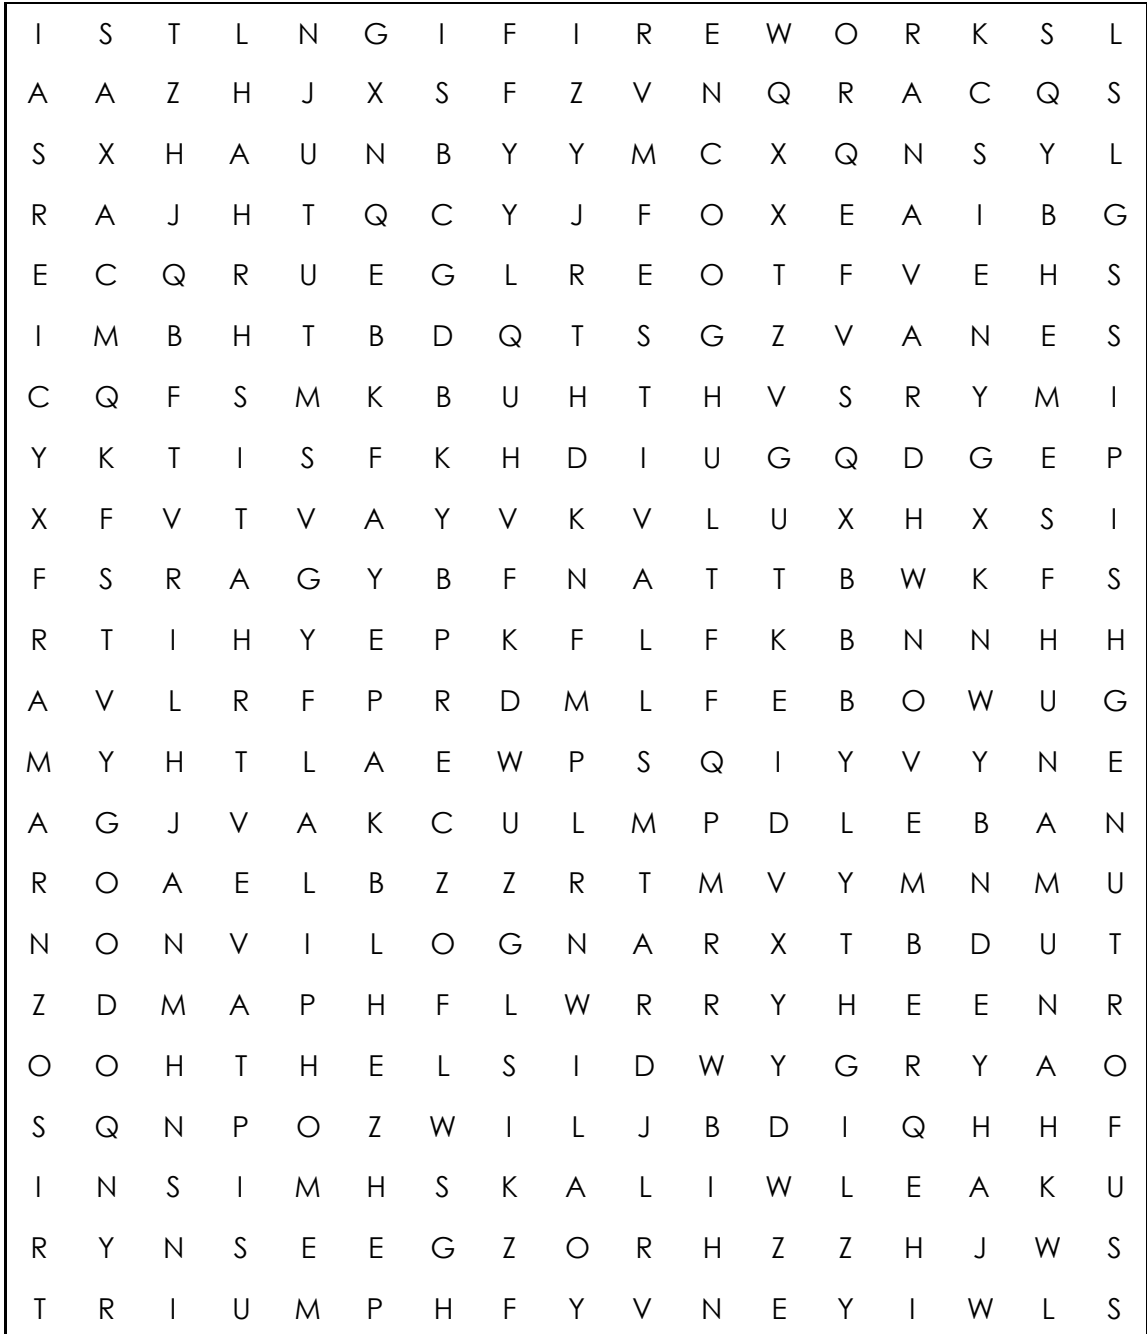 I S T L N G I F I R E W O R K S L
A A Z H J X S F Z V N Q R A C Q S
S X H A U N B Y Y M C X Q N S Y L
R A J H T Q C Y J F O X E A I B G
E C Q R U E G L R E O T F V E H S
I M B H T B D Q T S G Z V A N E S
C Q F S M K B U H T H V S R Y M I
Y K T I S F K H D I U G Q D G E P
X F V T V A Y V K V L U X H X S I
F S R A G Y B F N A T T B W K F S
R T I H Y E P K F L F K B N N H H
A V L R F P R D M L F E B O W U G
M Y H T L A E W P S Q I Y V Y N E
A G J V A K C U L M P D L E B A N
R O A E L B Z Z R T M V Y M N M U
N O N V I L O G N A R X T B D U T
Z D M A P H F L W R R Y H E E N R
O O H T H E L S I D W Y G R Y A O
S Q N P O Z W I L J B D I Q H H F
I N S I M H S K A L I W L E A K U
R Y N S E E G Z O R H Z Z H J W S
T R I U M P H F Y V N E Y I W L S